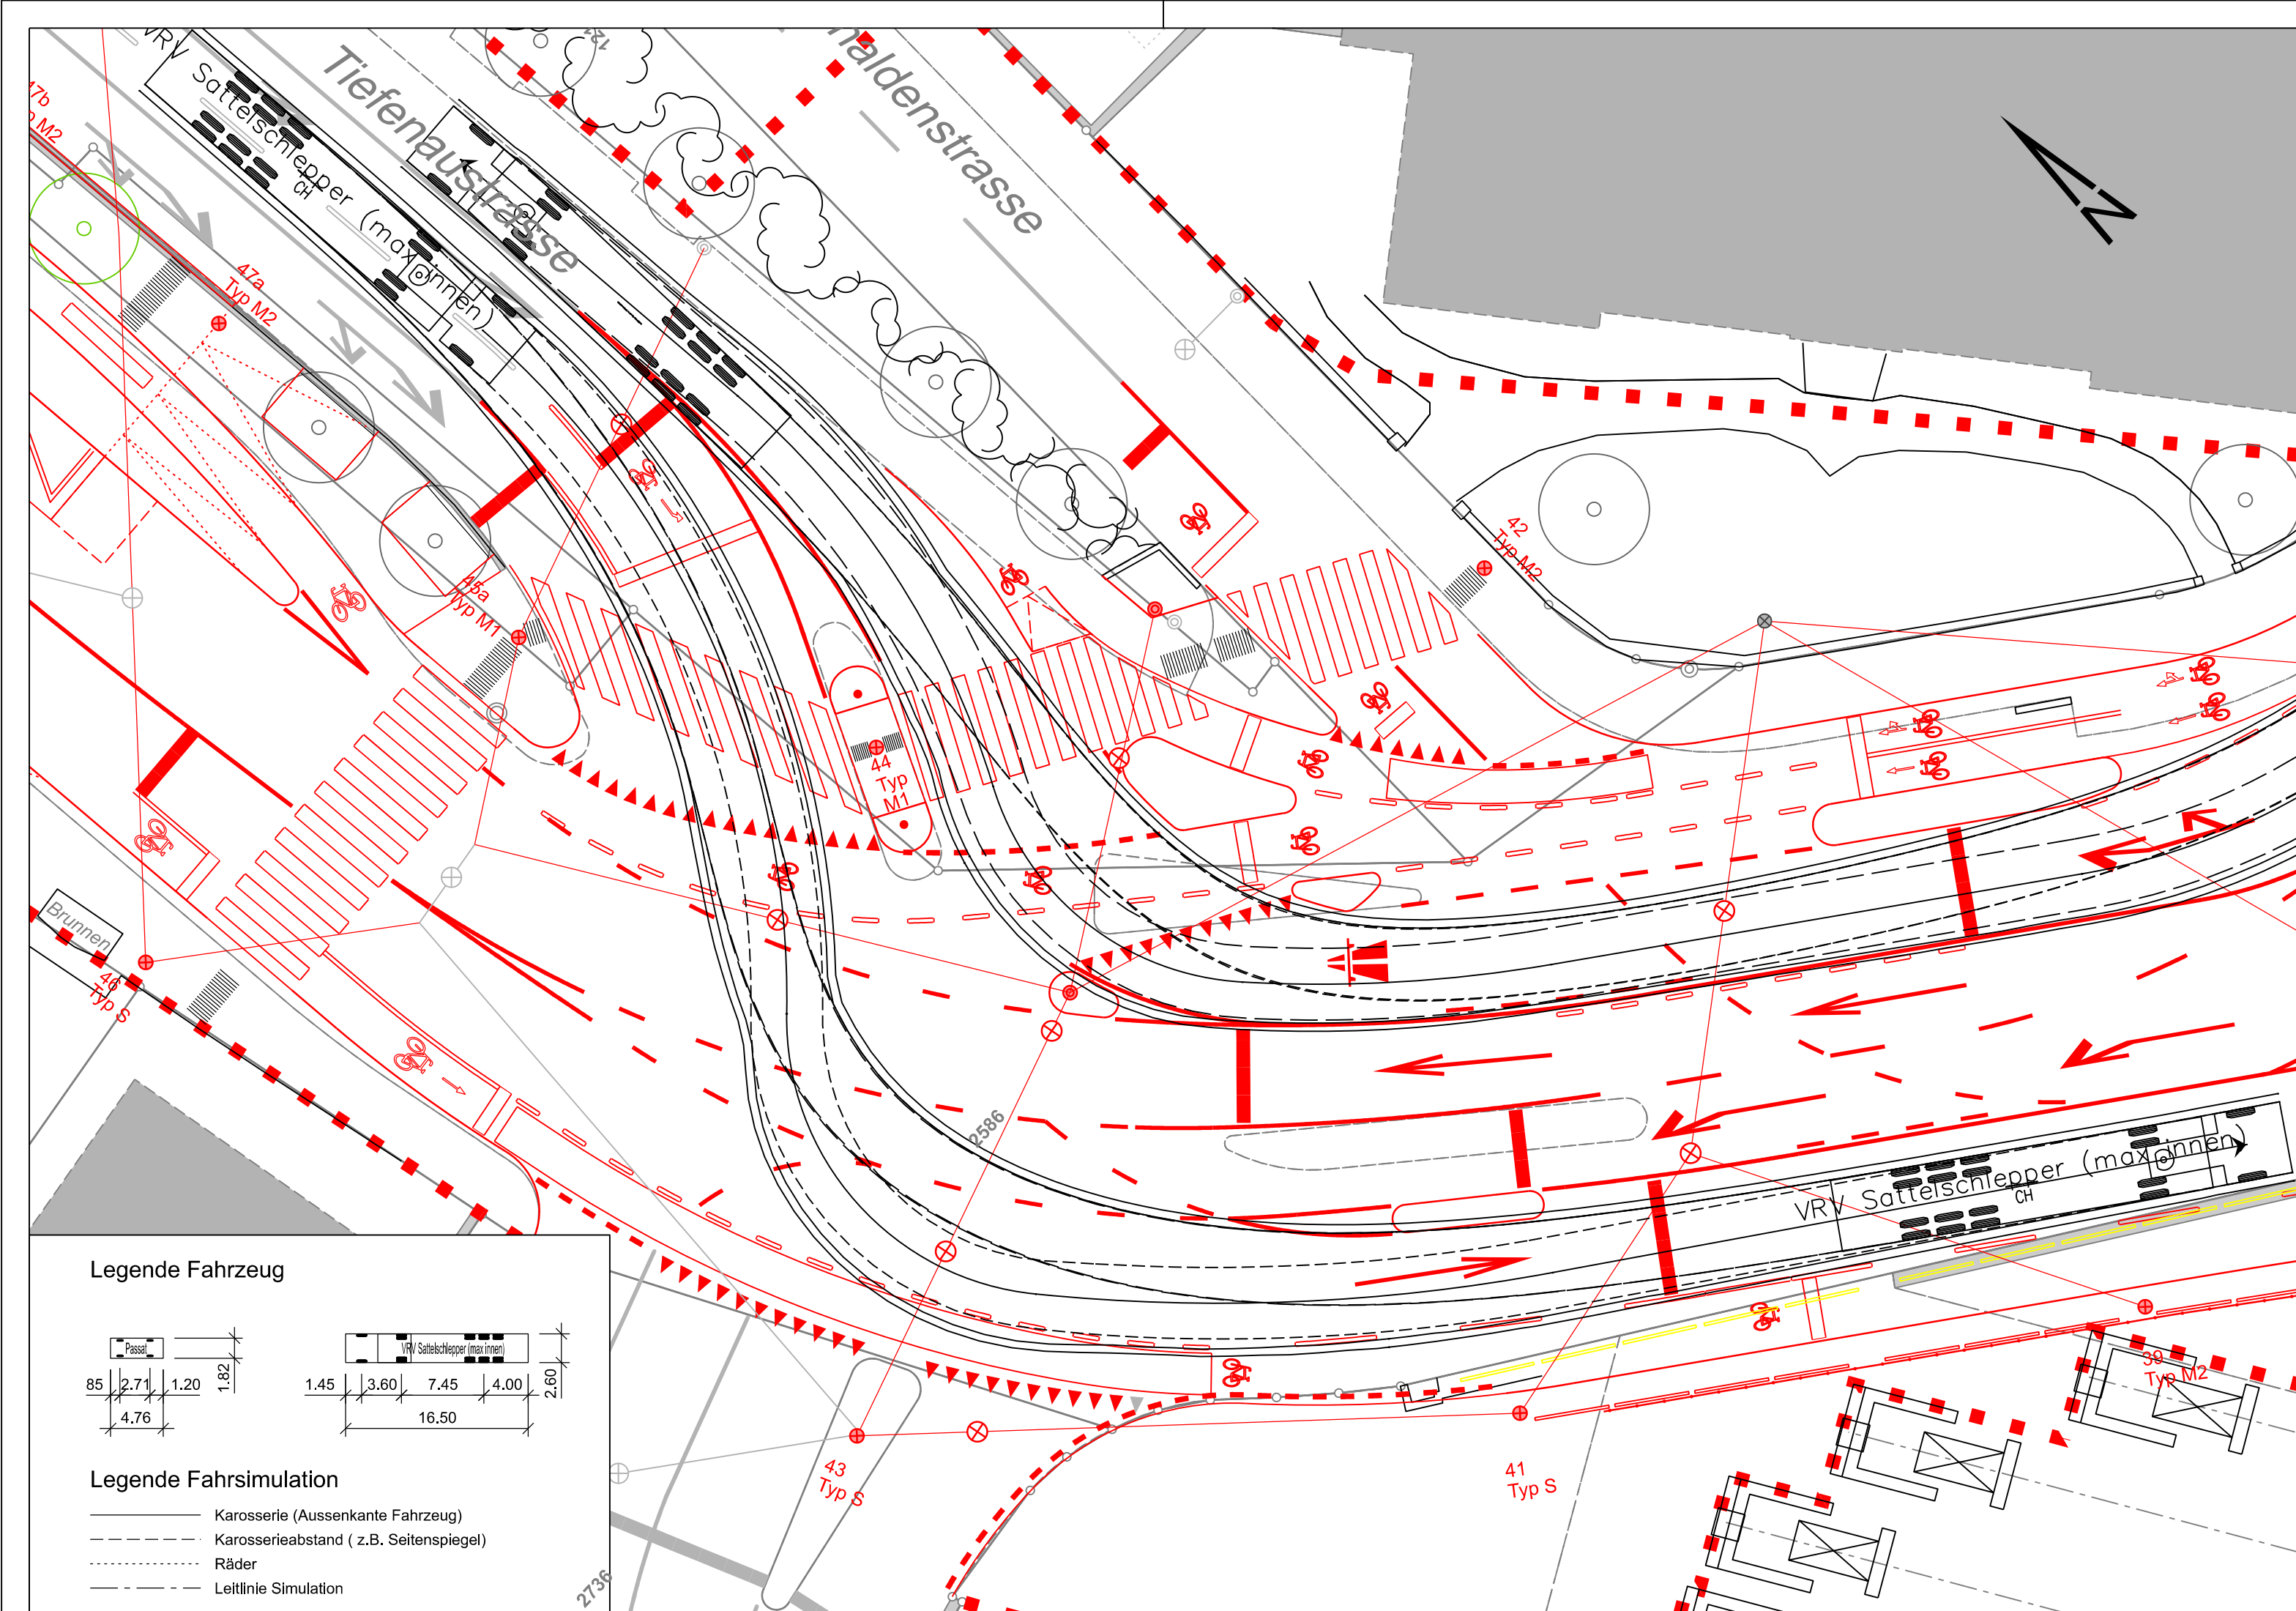 VRV Sattelschlepper (max innen)
CH
Tiefenaustrasse
haldenstrasse
47b
M2
47a
Typ M2
45a
Typ M1
44
Typ
M1
42
Typ M2
Brunnen
46
Typ S
2586
VRV Sattelschlepper (max innen)
CH
39
Typ M2
41
Typ S
43
Typ S
2736
Legende Fahrzeug
Passat
85 2.71 1.20
4.76
1.82
VRV Sattelschlepper (max innen)
1.45 3.60 7.45 4.00
16.50
2.60
Legende Fahrsimulation
Karosserie (Aussenkante Fahrzeug)
Karosserieabstand ( z.B. Seitenspiegel)
Räder
Leitlinie Simulation